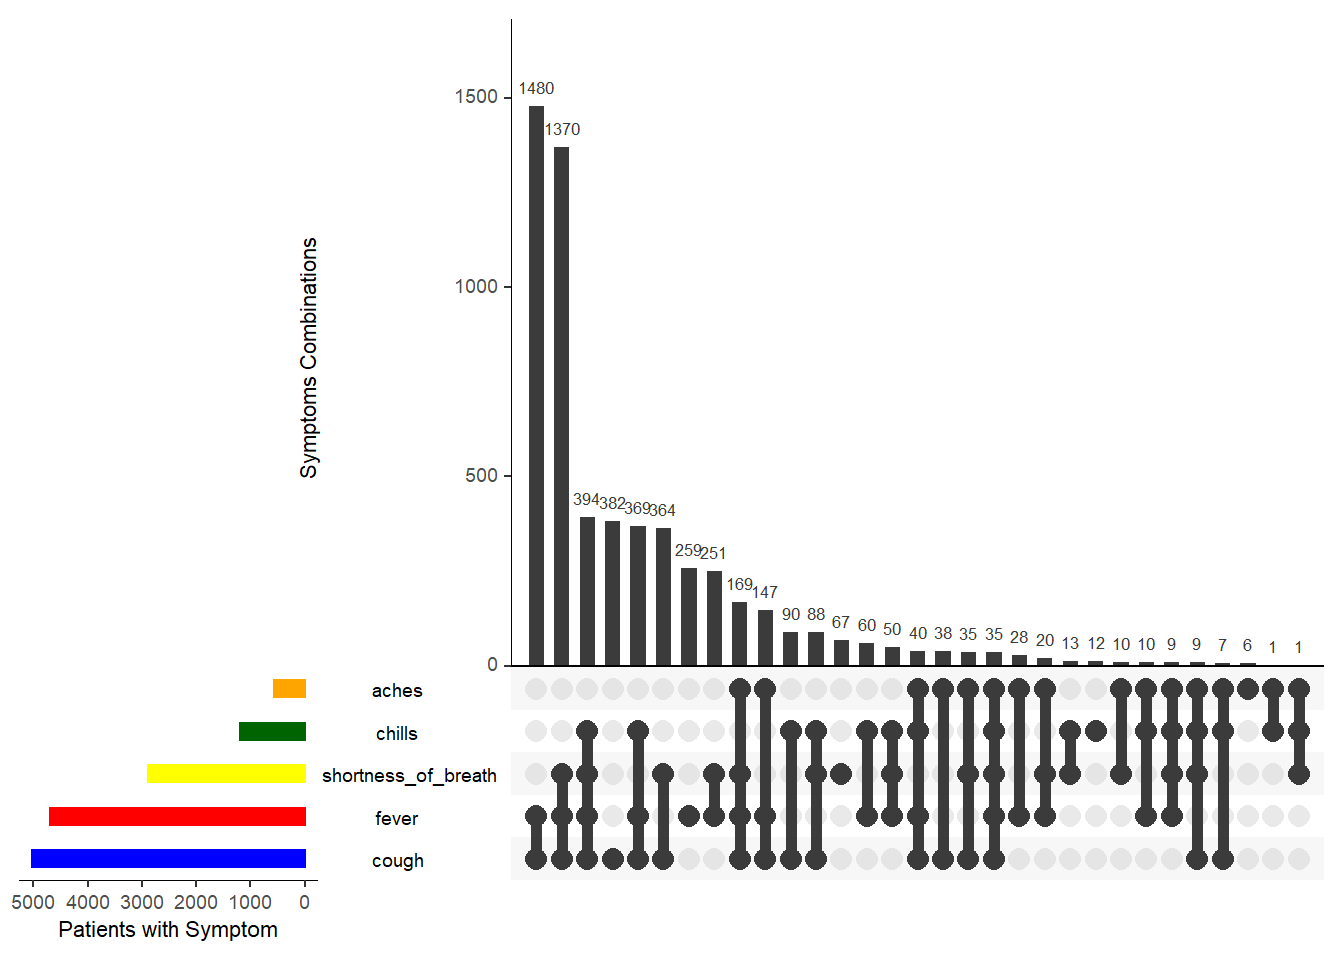 1480
1370
1500
Symptoms Combinations
1000
500
394 382 369 364
259 251
169 147
90 88 67 60 50 40 38 35 35 28 20 13 12 10 10 9 9 7 6 1 1
0
aches
chills
shortness_of_breath
fever
cough
5000 4000 3000 2000 1000 0
Patients with Symptom